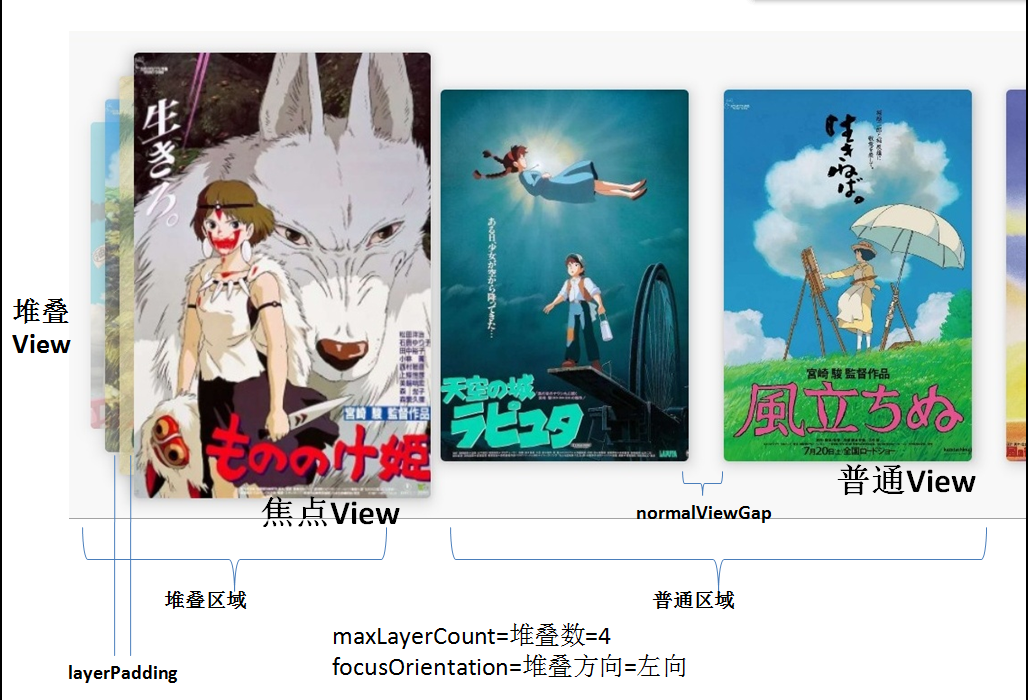 生きろ。
宮崎 駿 監督作品
もののけ姫
ある日、少女が空から降ってきた…
天空の城
ラピュタ
生きねば。
宮崎 駿 監督作品
風立ちぬ
7月20日土全国ロードショー
堆叠
View
焦点View
普通View
normalViewGap
堆叠区域
普通区域
maxLayerCount=堆叠数=4
focusOrientation=堆叠方向=左向
layerPadding